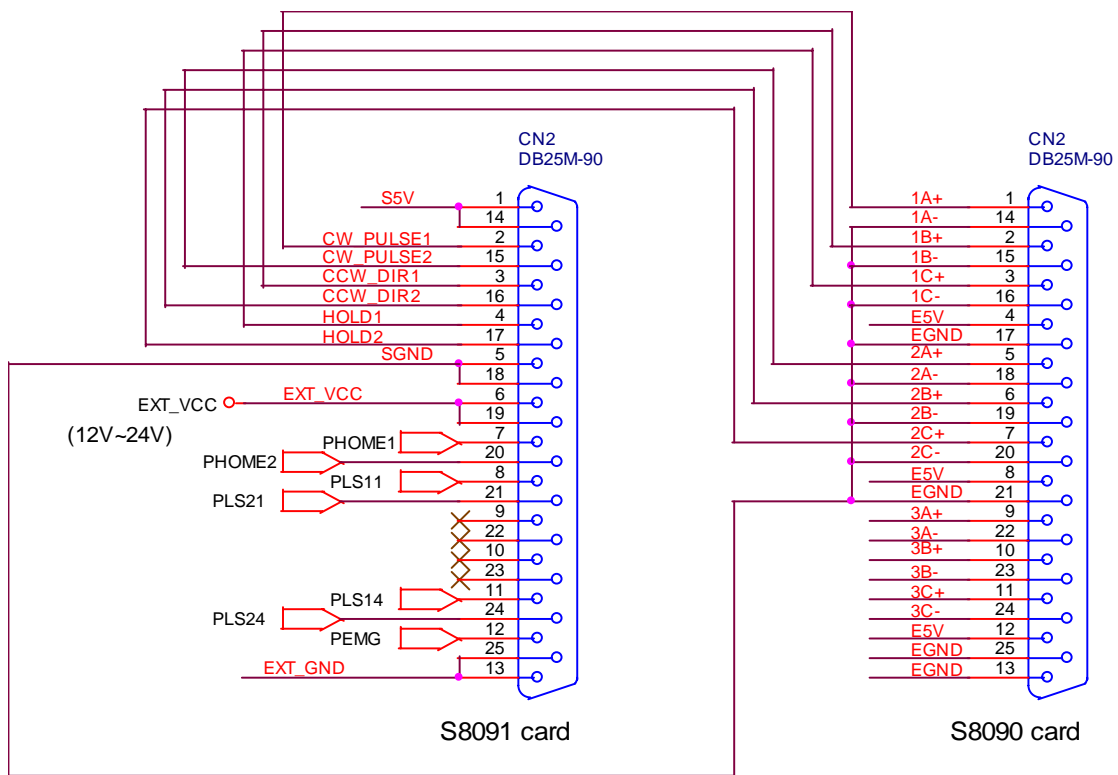 CN2
DB25M-90
S5V 1
14
CW_PULSE1 2
CW_PULSE2 15
CCW_DIR1 3
CCW_DIR2 16
HOLD1 4
HOLD2 17
SGND 5
18
EXT_VCC EXT_VCC 6
(12V~24V)
19
PHOME1 7
PHOME2 20
PLS11 8
PLS21 21
9
22
10
23
PLS14 11
PLS24 24
PEMG 12
25
EXT_GND 13
S8091 card
CN2
DB25M-90
1A+ 1
1A- 14
1B+ 2
1B- 15
1C+ 3
1C- 16
E5V 4
EGND 17
2A+ 5
2A- 18
2B+ 6
2B- 19
2C+ 7
2C- 20
E5V 8
EGND 21
3A+ 9
3A- 22
3B+ 10
3B- 23
3C+ 11
3C- 24
E5V 12
EGND 25
EGND 13
S8090 card